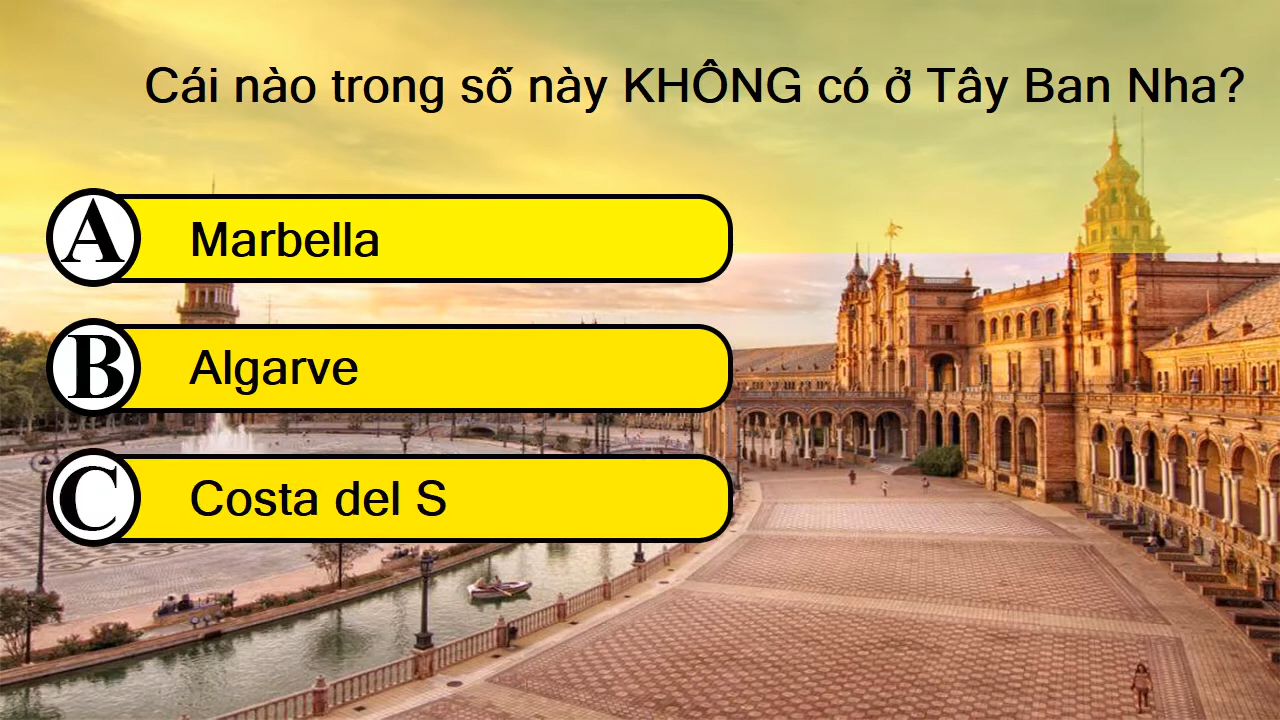 Cái nào trong số này KHÔNG có ở Tây Ban Nha?
A Marbella
B Algarve
C Costa del S